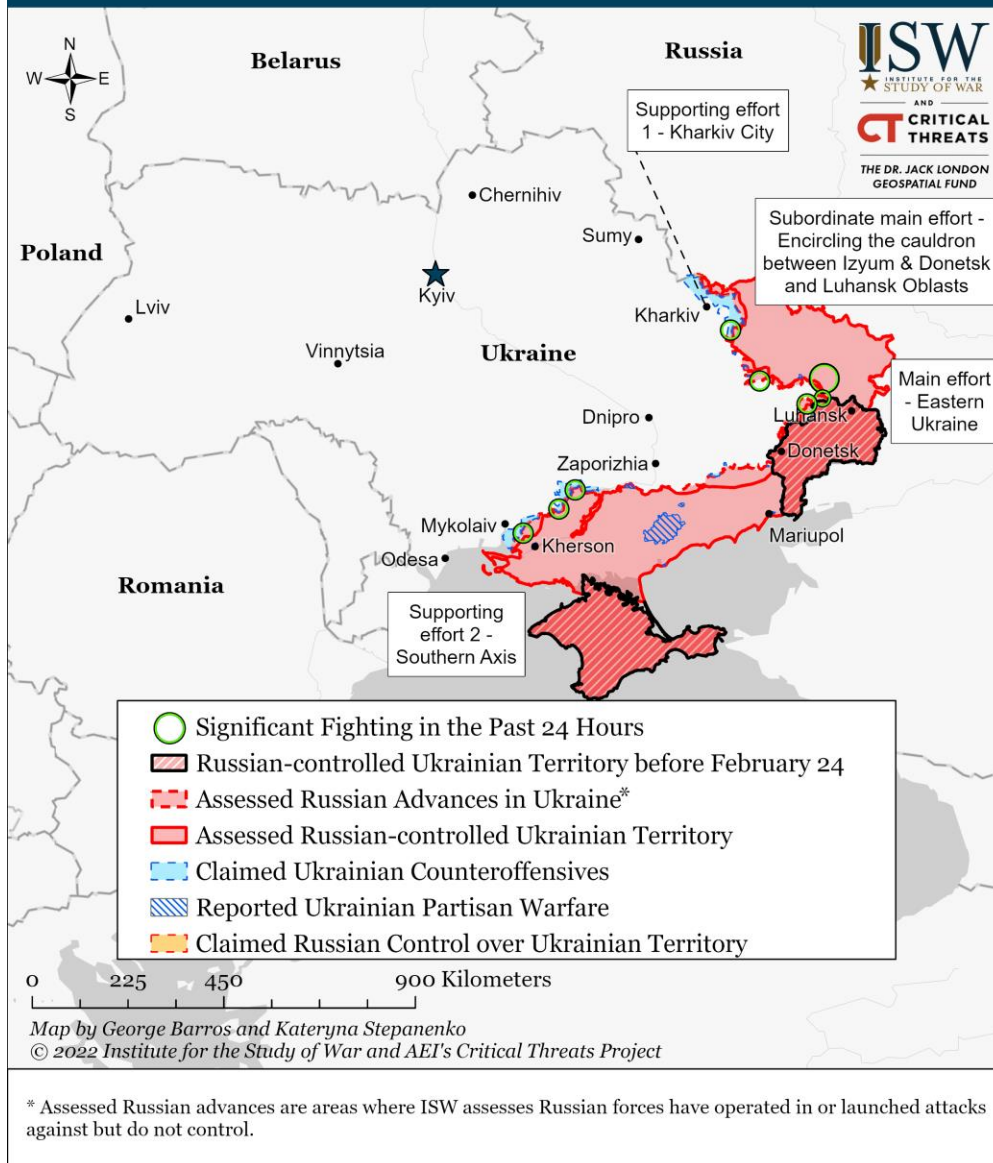 N
W
E
S
Belarus
Russia
ISW
INSTITUTE FOR THE
STUDY OF WAR
AND
CT CRITICAL
THREATS
THE DR. JACK LONDON
GEOSPATIAL FUND
Supporting effort
1 - Kharkiv City
Chernihiv
Subordinate main effort -
Encircling the cauldron
between Izyum & Donetsk
and Luhansk Oblasts
Sumy
Poland
Kyiv
Lviv
Kharkiv
Vinnytsia
Ukraine
Main effort
- Eastern
Ukraine
Dnipro
Luhansk
Donetsk
Zaporizhia
Mykolaiv
Mariupol
Kherson
Odesa
Romania
Supporting
effort 2 -
Southern Axis
Significant Fighting in the Past 24 Hours
Russian-controlled Ukrainian Territory before February 24
Assessed Russian Advances in Ukraine*
Assessed Russian-controlled Ukrainian Territory
Claimed Ukrainian Counteroffensives
Reported Ukrainian Partisan Warfare
Claimed Russian Control over Ukrainian Territory
0 225 450 900 Kilometers
Map by George Barros and Kateryna Stepanenko
© 2022 Institute for the Study of War and AEI's Critical Threats Project
* Assessed Russian advances are areas where ISW assesses Russian forces have operated in or launched attacks
against but do not control.